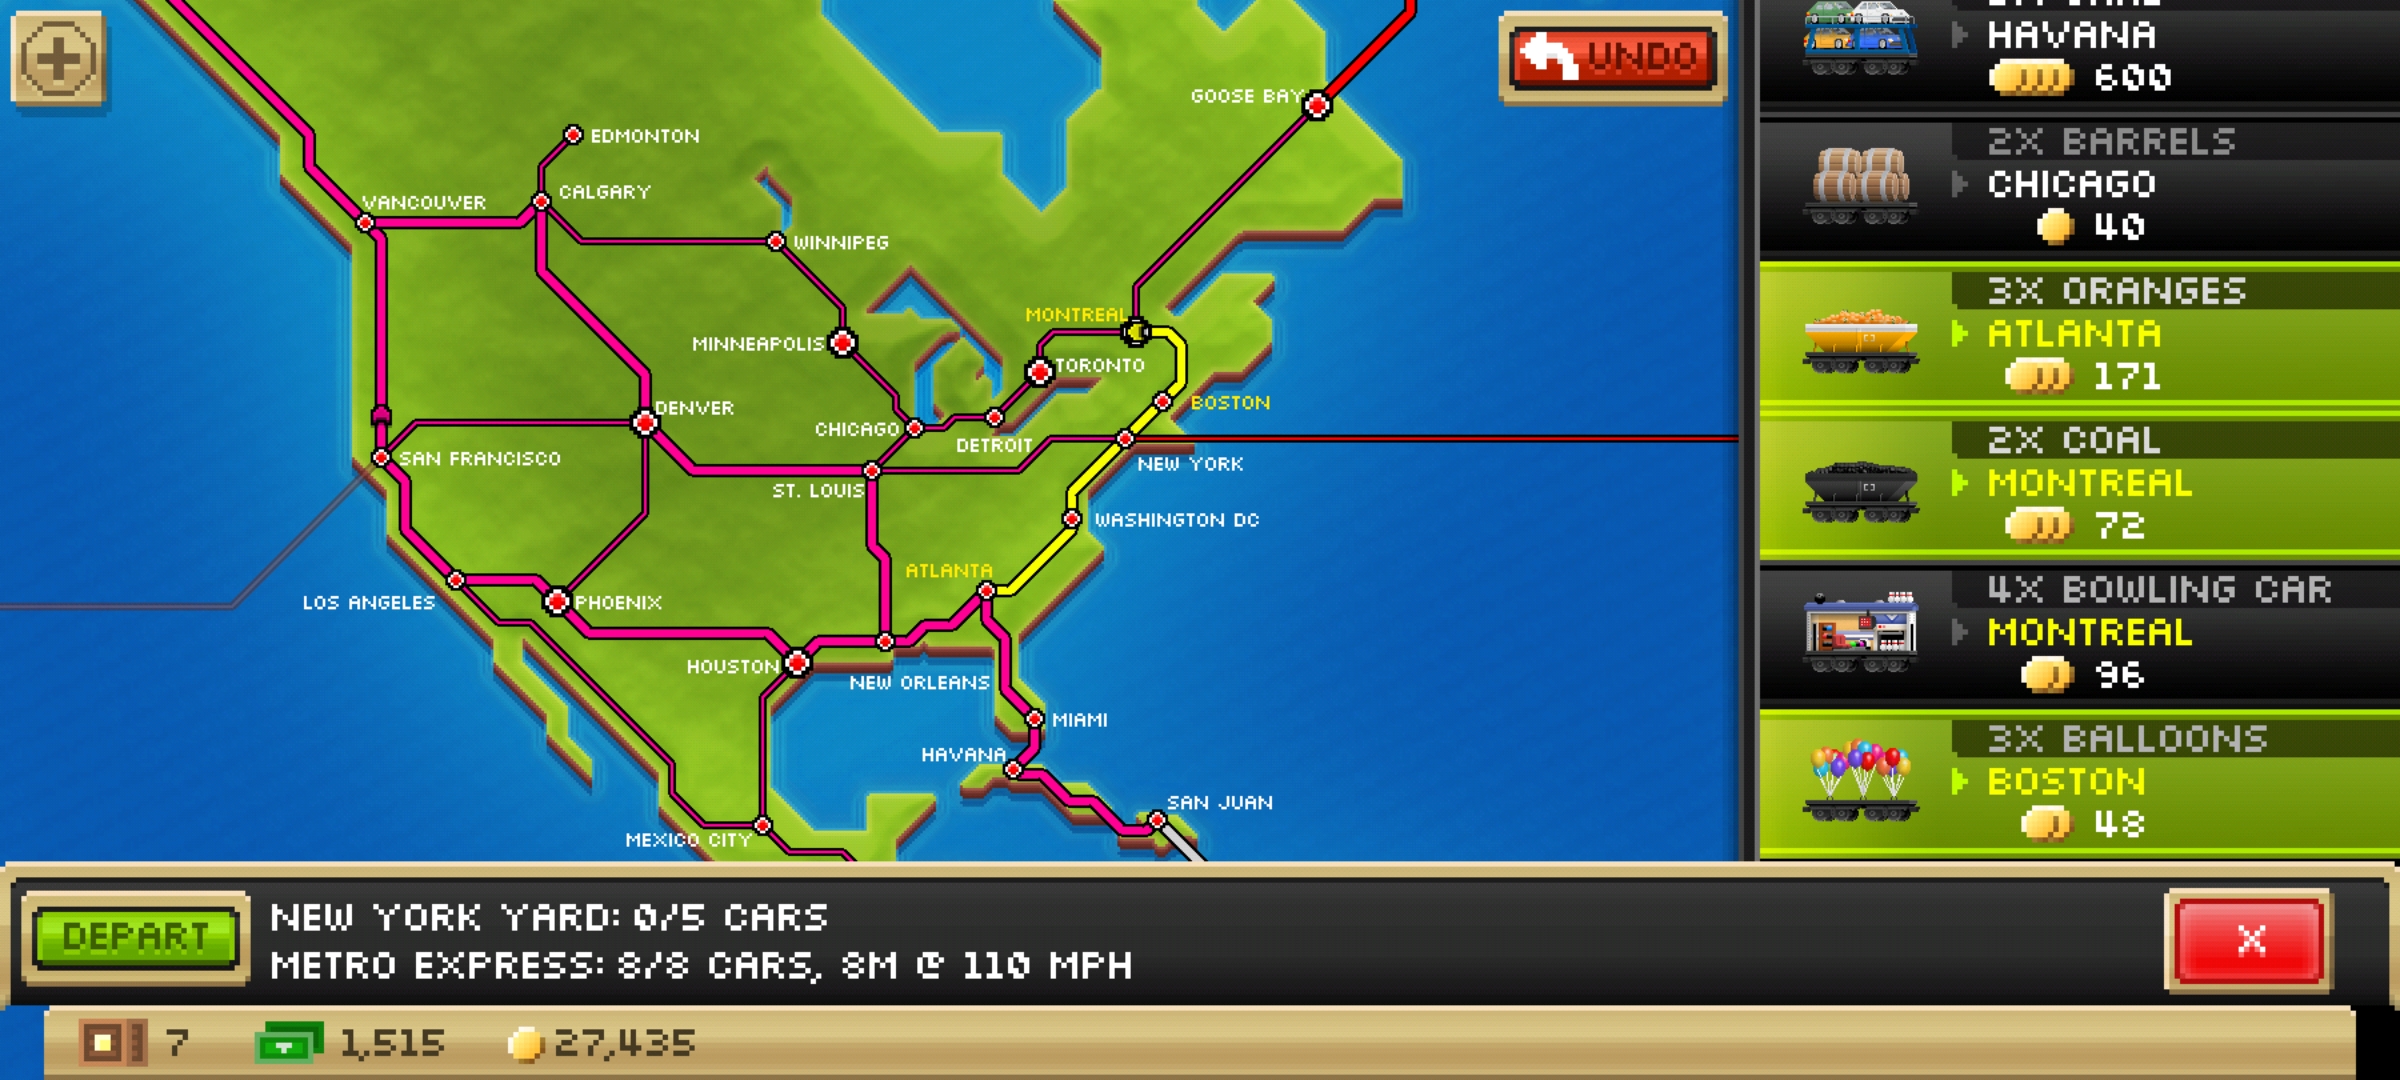 UNDO
GOOSE BAY
EDMONTON
CALGARY
VANCOUVER
WINNIPEG
MONTREAL
MINNEAPOLIS
TORONTO
BOSTON
DENVER
CHICAGO
DETROIT
SAN FRANCISCO
NEW YORK
ST. LOUIS
WASHINGTON DC
ATLANTA
LOS ANGELES
PHOENIX
HOUSTON
NEW ORLEANS
MIAMI
HAVANA
SAN JUAN
MEXICO CITY
HAVANA
600
2X BARRELS
CHICAGO
40
3X ORANGES
ATLANTA
171
2X COAL
MONTREAL
72
4X BOWLING CAR
MONTREAL
96
3X BALLOONS
BOSTON
48
DEPART
NEW YORK YARD: 0/5 CARS
METRO EXPRESS: 8/8 CARS, 8M @ 110 MPH
X
7
1,515
27,435